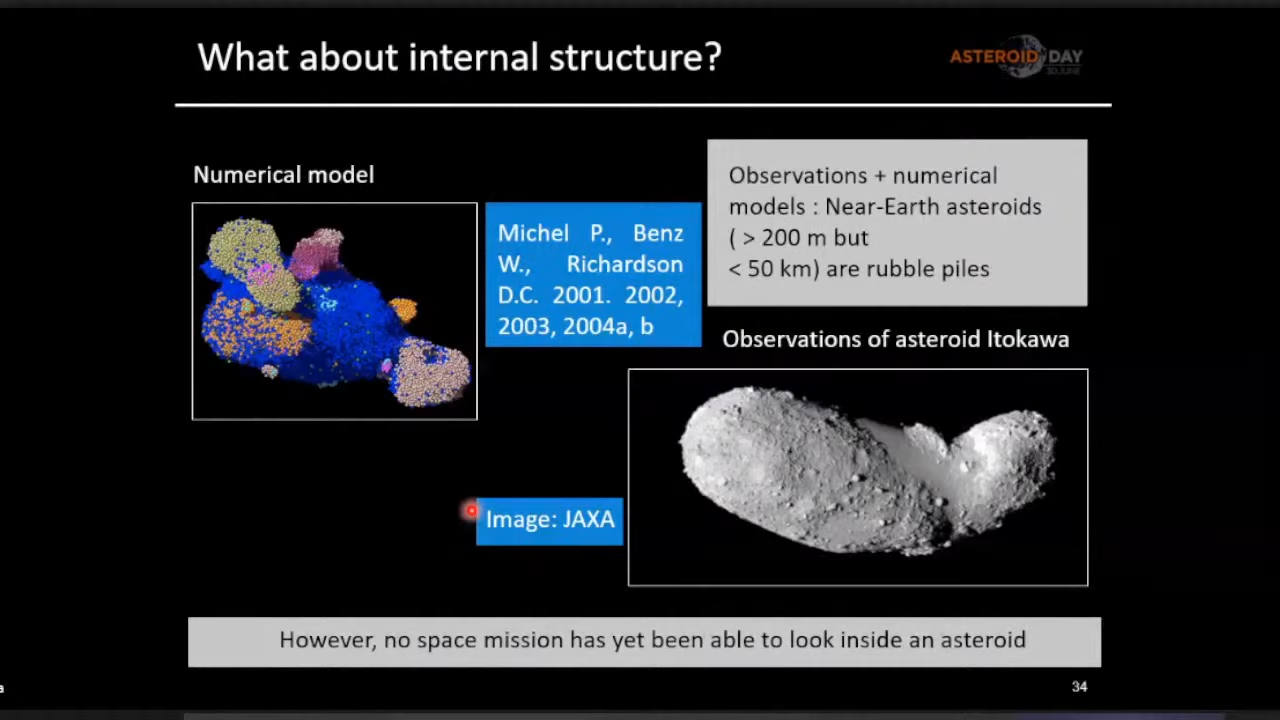 What about internal structure?
ASTEROID DAY
30 JUNE
Numerical model
Michel P., Benz
W., Richardson
D.C. 2001. 2002,
2003, 2004a, b
Observations + numerical
models : Near-Earth asteroids
( > 200 m but
< 50 km) are rubble piles
Observations of asteroid Itokawa
Image: JAXA
However, no space mission has yet been able to look inside an asteroid
34
a